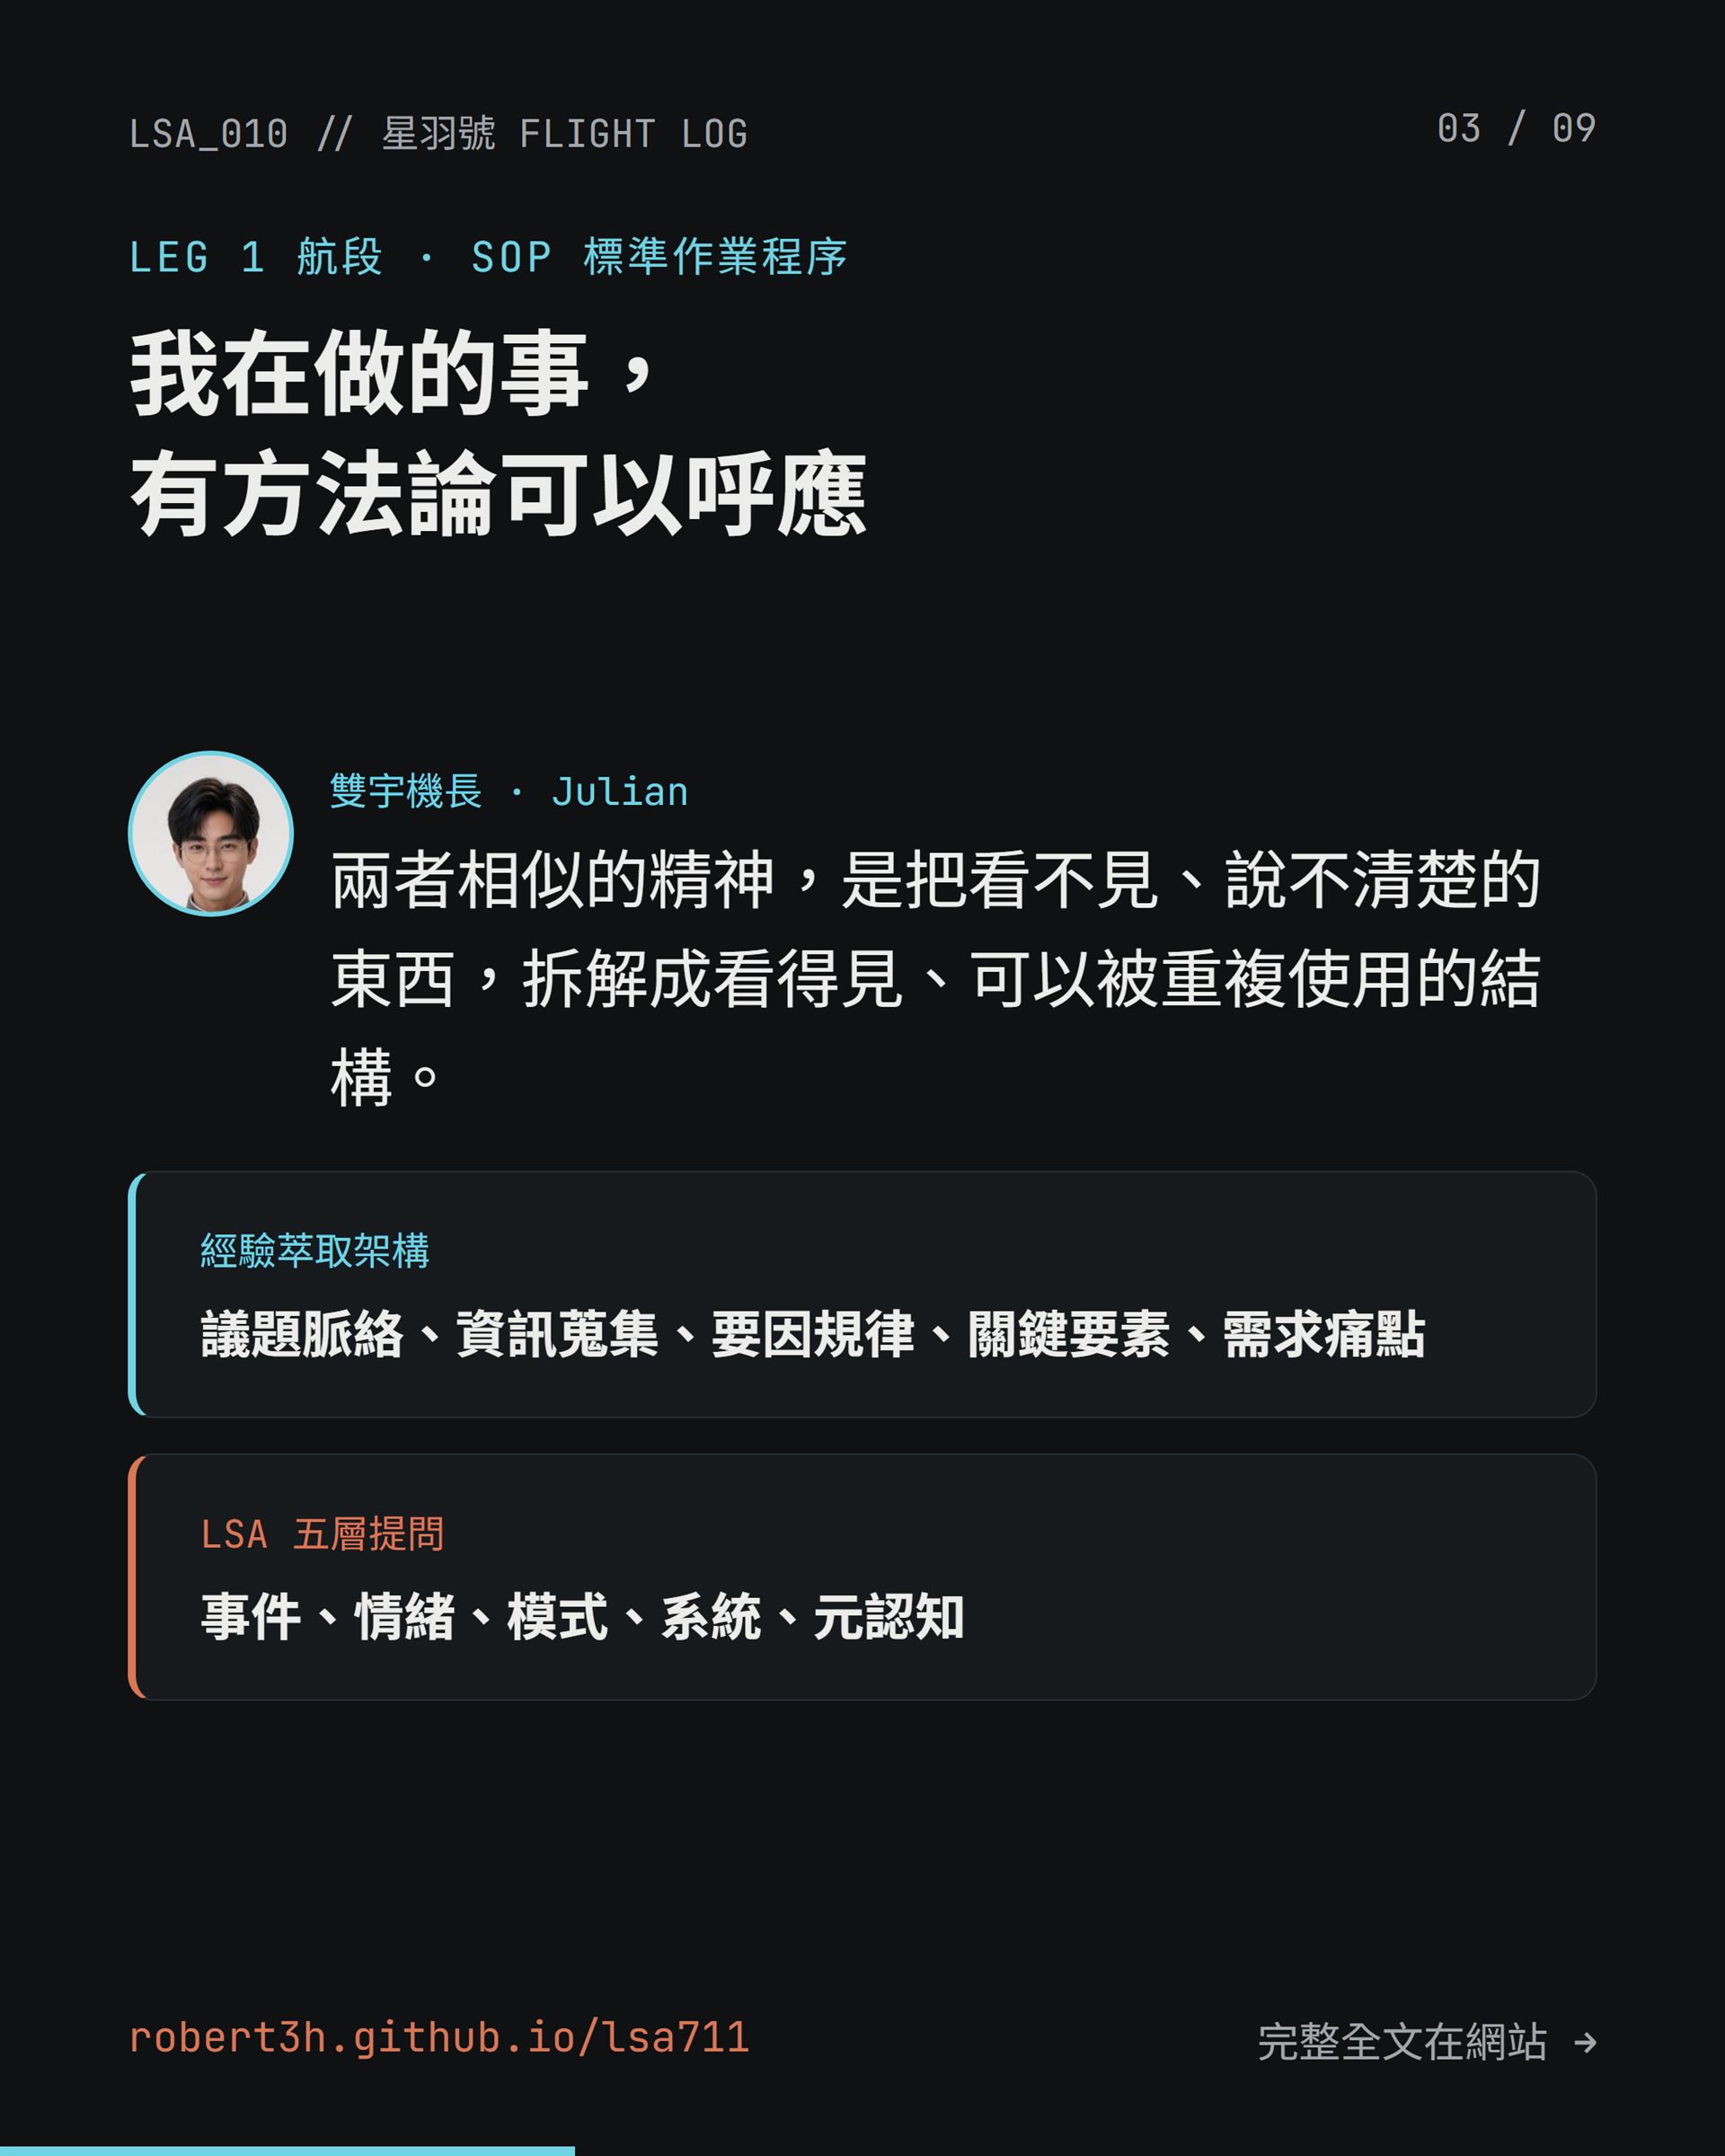 LSA_010 // 星羽號 FLIGHT LOG
03 / 09
LEG 1 航段 · SOP 標準作業程序
我在做的事，
有方法論可以呼應
雙宇機長 · Julian
兩者相似的精神，是把看不見、說不清楚的
東西，拆解成看得見、可以被重複使用的結
構。
經驗萃取架構
議題脈絡、資訊蒐集、要因規律、關鍵要素、需求痛點
LSA 五層提問
事件、情緒、模式、系統、元認知
robert3h.github.io/lsa711
完整全文在網站 →